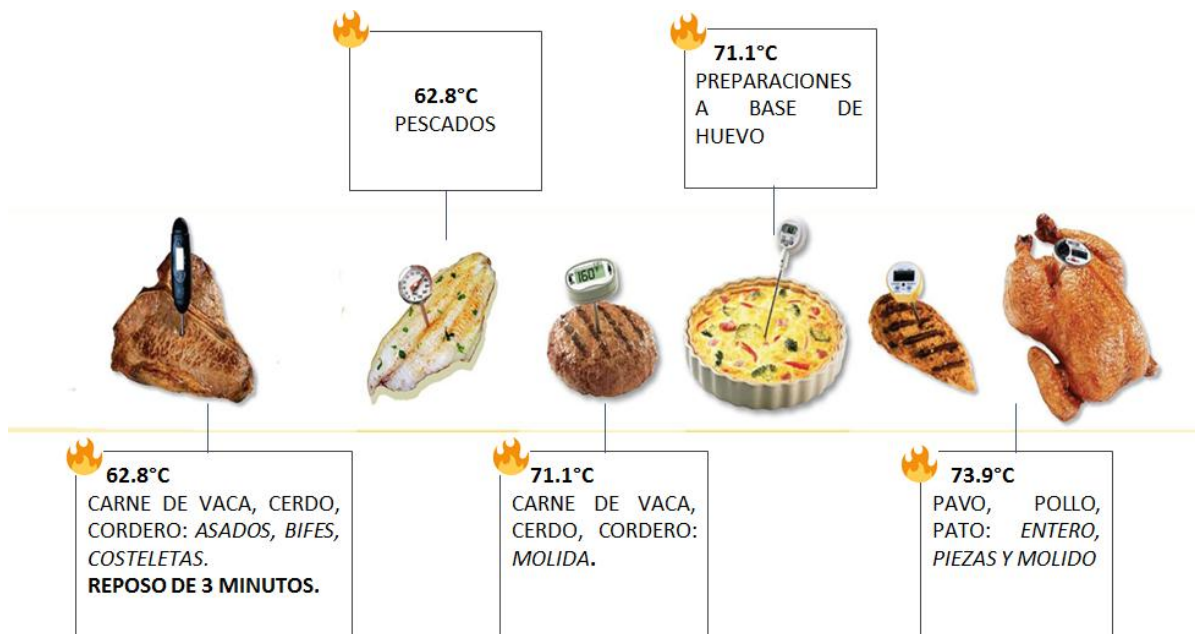 62.8°C
PESCADOS
71.1°C
PREPARACIONES
A BASE DE
HUEVO
160°
62.8°C
CARNE DE VACA, CERDO,
CORDERO: ASADOS, BIFES,
COSTELETAS.
REPOSO DE 3 MINUTOS.
71.1°C
CARNE DE VACA,
CERDO, CORDERO:
MOLIDA.
73.9°C
PAVO, POLLO,
PATO: ENTERO,
PIEZAS Y MOLIDO